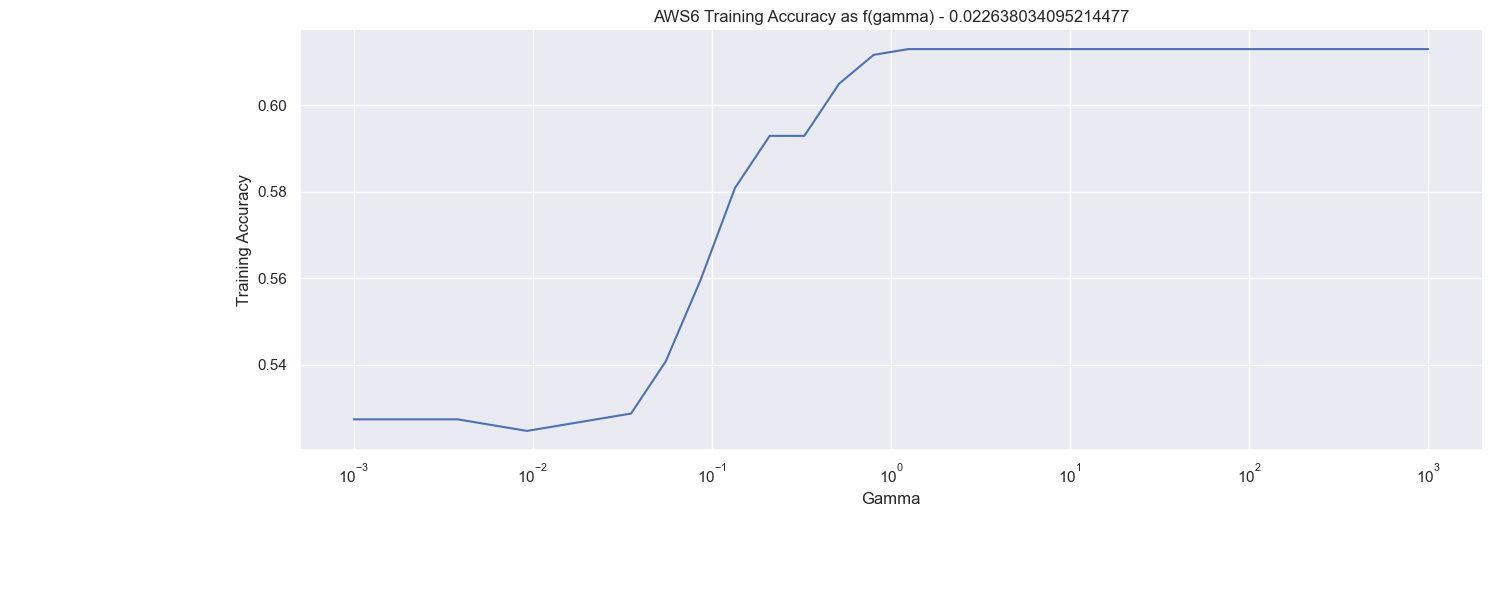 AWS6 Training Accuracy as f(gamma) - 0.022638034095214477
0.60
0.58
0.56
0.54
Training Accuracy
10⁻³ 10⁻² 10⁻¹ 10⁰ 10¹ 10² 10³
Gamma